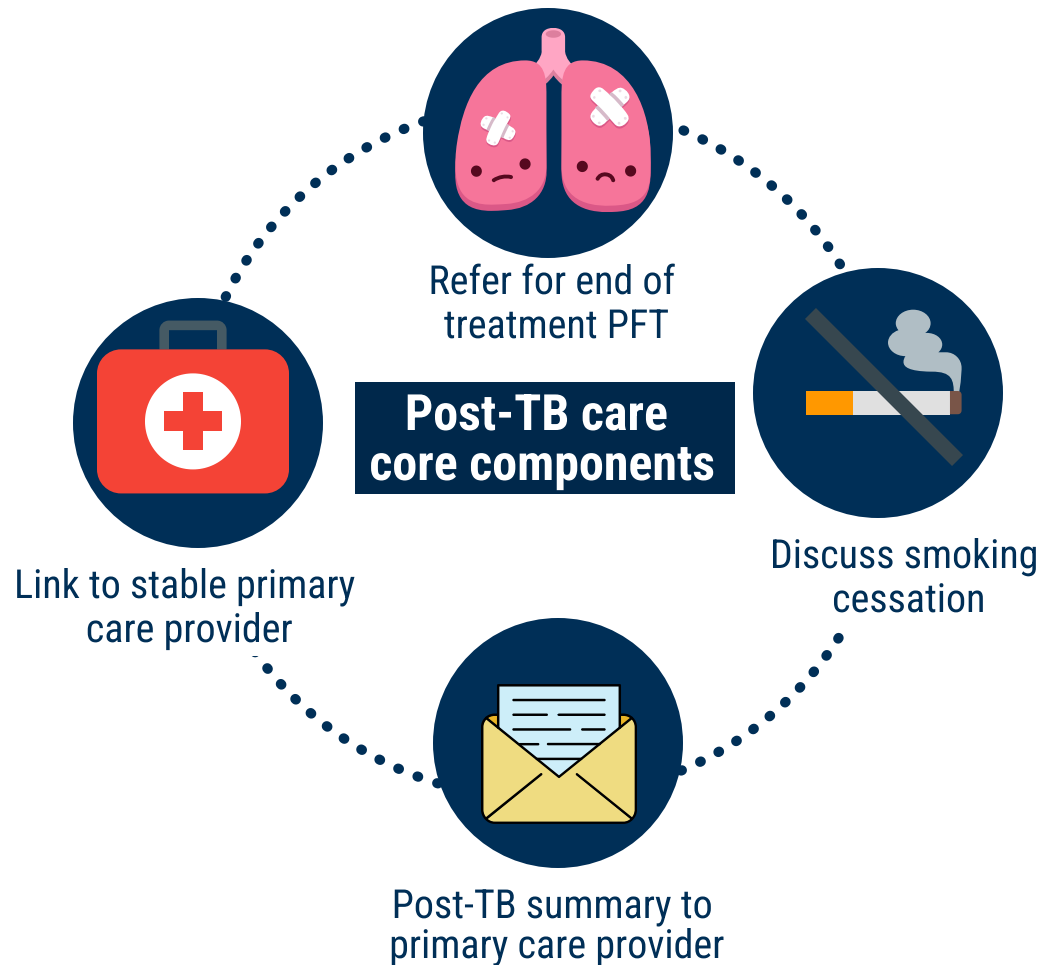 Refer for end of
treatment PFT
Post-TB care
core components
Discuss smoking
cessation
Link to stable primary
care provider
Post-TB summary to
primary care provider